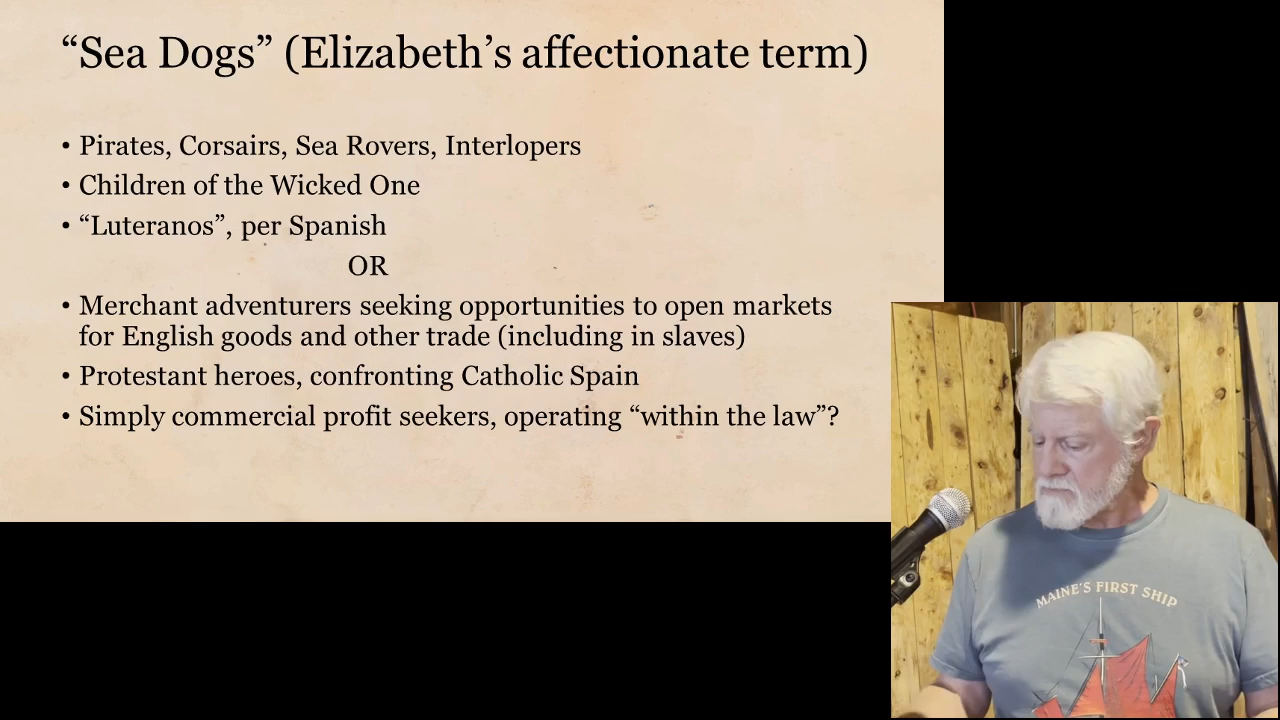 “Sea Dogs” (Elizabeth’s affectionate term)
• Pirates, Corsairs, Sea Rovers, Interlopers
• Children of the Wicked One
• “Luteranos”, per Spanish
OR
• Merchant adventurers seeking opportunities to open markets
for English goods and other trade (including in slaves)
• Protestant heroes, confronting Catholic Spain
• Simply commercial profit seekers, operating “within the law”?
MAINE'S FIRST SHIP